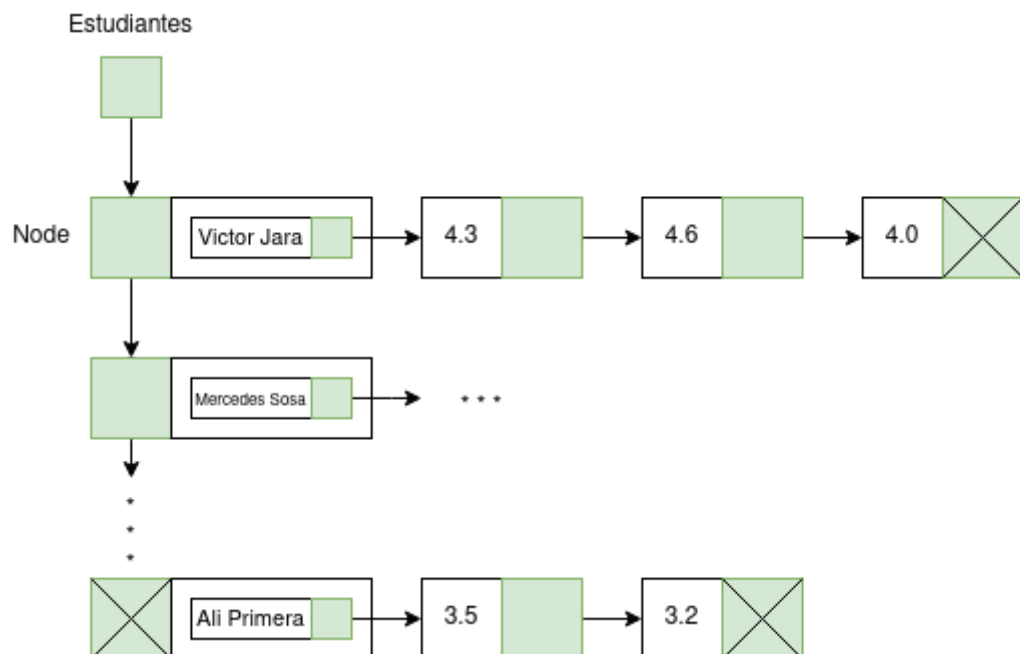 Estudiantes
Node
Victor Jara
4.3
4.6
4.0
Mercedes Sosa
* * *
*
*
*
Ali Primera
3.5
3.2